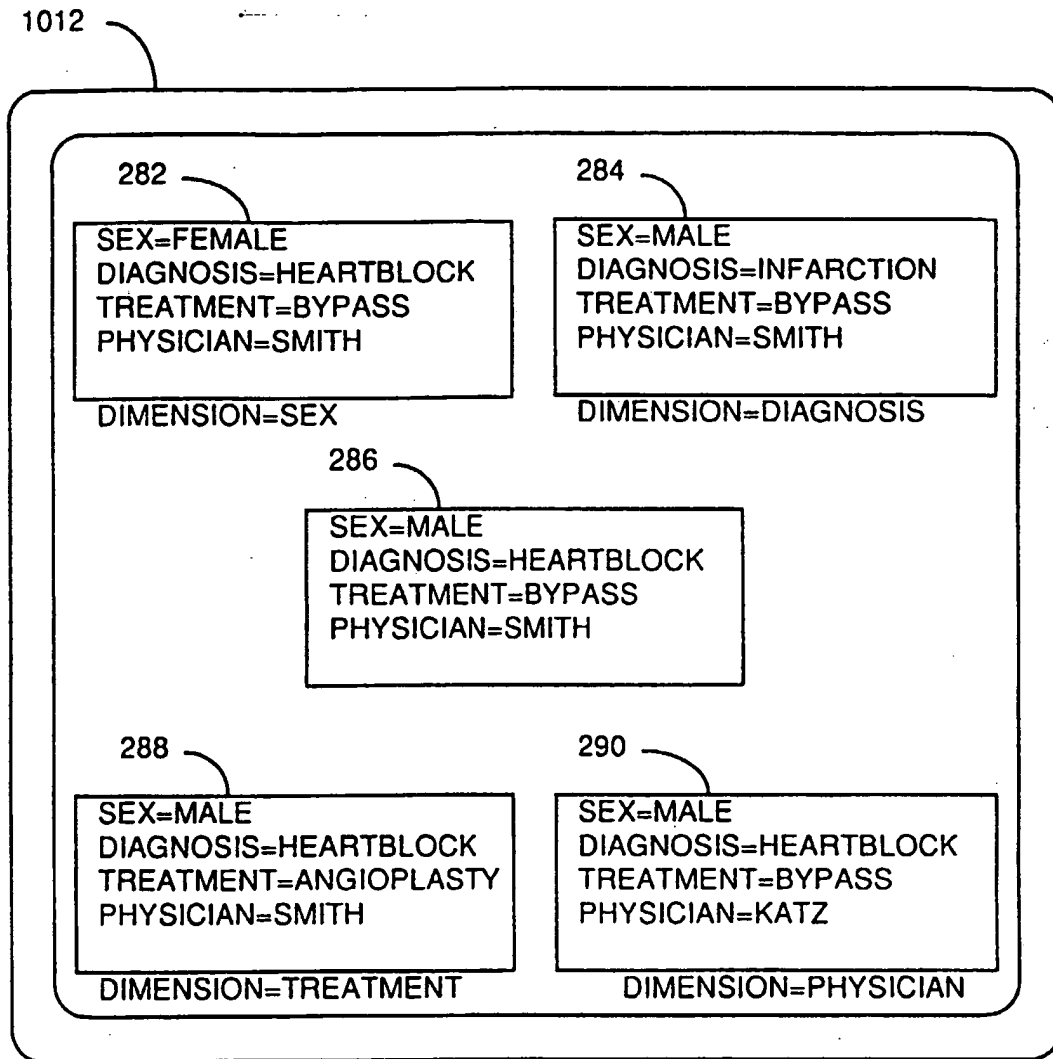 1012
282
SEX=FEMALE
DIAGNOSIS=HEARTBLOCK
TREATMENT=BYPASS
PHYSICIAN=SMITH
DIMENSION=SEX
284
SEX=MALE
DIAGNOSIS=INFARCTION
TREATMENT=BYPASS
PHYSICIAN=SMITH
DIMENSION=DIAGNOSIS
286
SEX=MALE
DIAGNOSIS=HEARTBLOCK
TREATMENT=BYPASS
PHYSICIAN=SMITH
288
SEX=MALE
DIAGNOSIS=HEARTBLOCK
TREATMENT=ANGIOPLASTY
PHYSICIAN=SMITH
DIMENSION=TREATMENT
290
SEX=MALE
DIAGNOSIS=HEARTBLOCK
TREATMENT=BYPASS
PHYSICIAN=KATZ
DIMENSION=PHYSICIAN